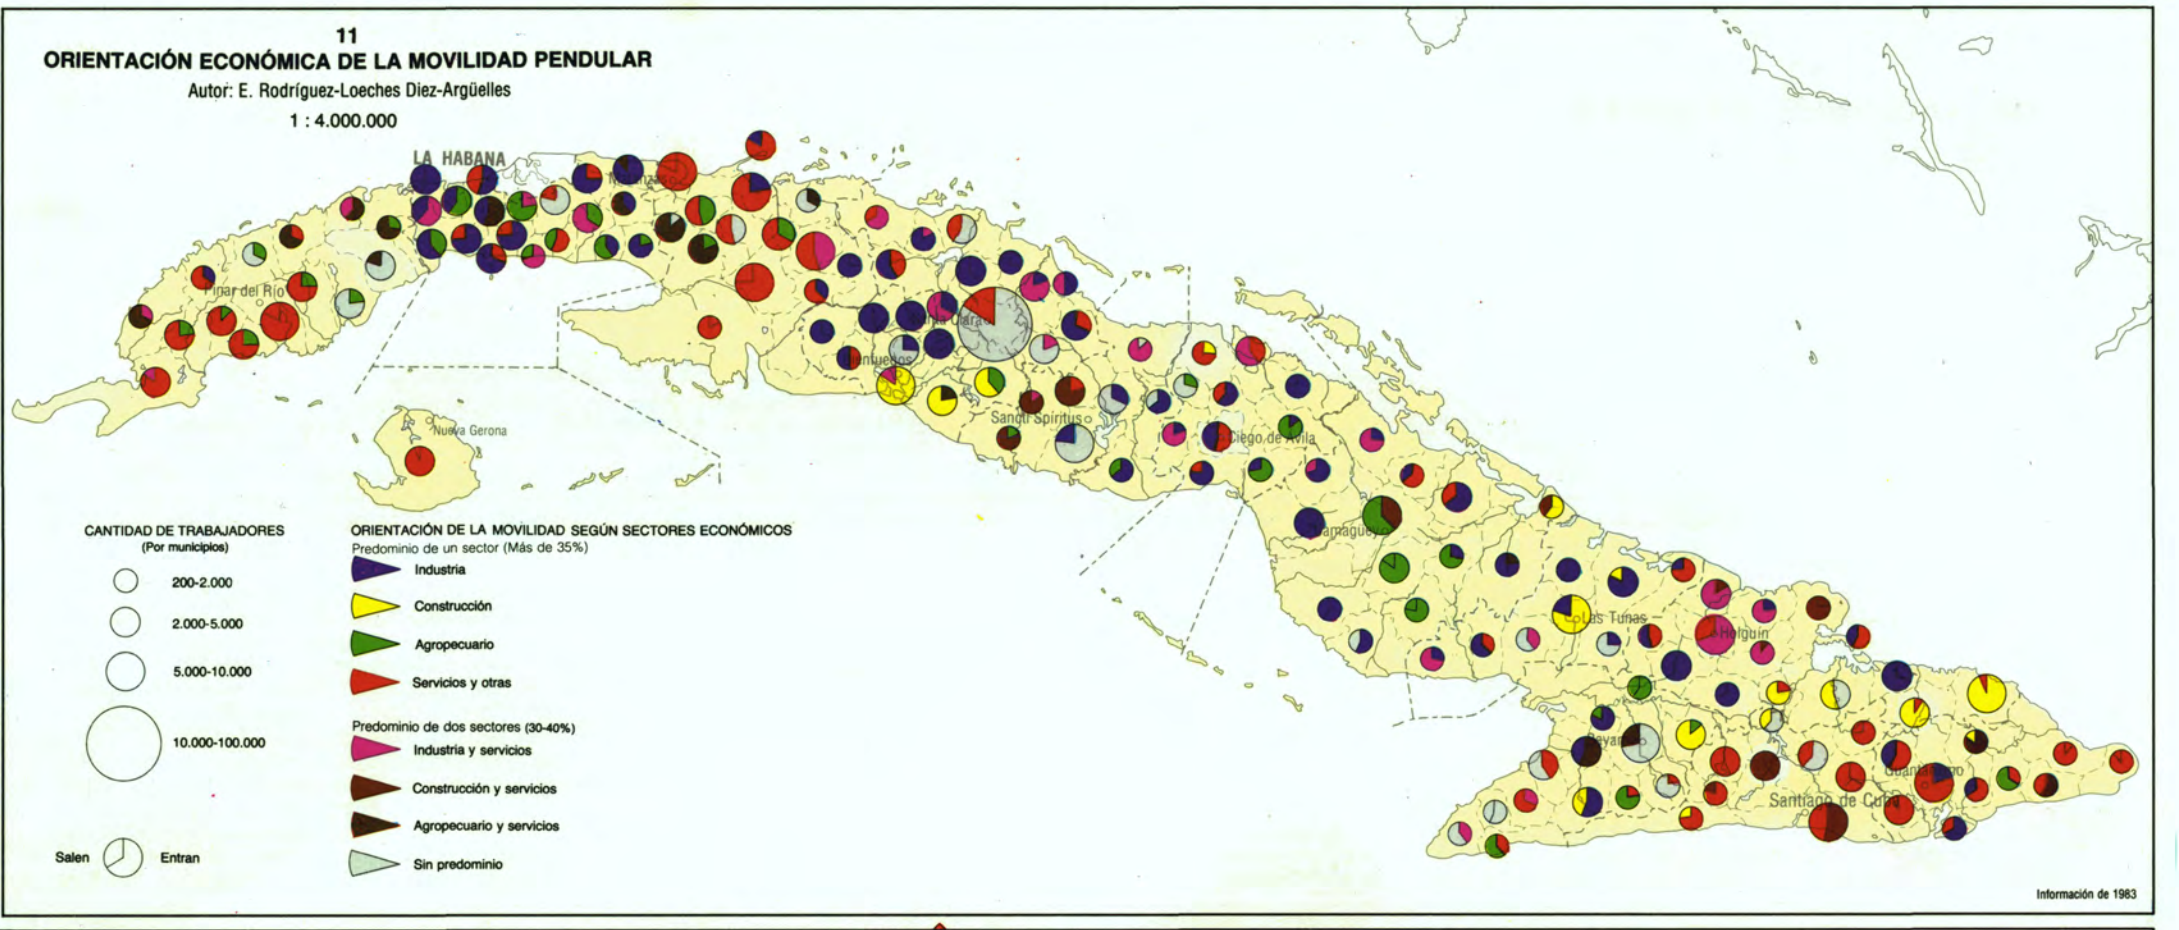 11
ORIENTACIÓN ECONÓMICA DE LA MOVILIDAD PENDULAR
Autor: E. Rodríguez-Loeches Diez-Argüelles
1 : 4.000.000
LA HABANA
Pinar del Río
Nueva Gerona
Sancti Spíritus
Ciego de Avila
Las Tunas
Holguín
Guantánamo
Santiago de Cuba
CANTIDAD DE TRABAJADORES
(Por municipios)
200-2.000
2.000-5.000
5.000-10.000
10.000-100.000
Salen
Entran
ORIENTACIÓN DE LA MOVILIDAD SEGÚN SECTORES ECONÓMICOS
Predominio de un sector (Más de 35%)
Industria
Construcción
Agropecuario
Servicios y otras
Predominio de dos sectores (30-40%)
Industria y servicios
Construcción y servicios
Agropecuario y servicios
Sin predominio
Información de 1983